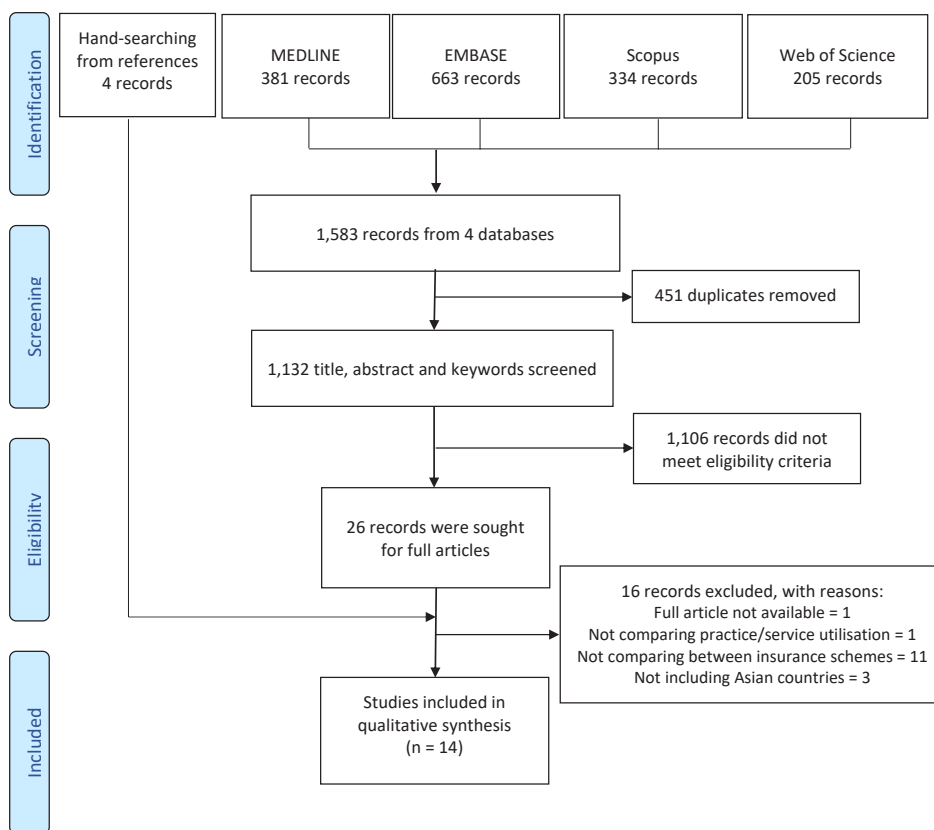 Identification
Hand-searching
from references
4 records
MEDLINE
381 records
EMBASE
663 records
Scopus
334 records
Web of Science
205 records
1,583 records from 4 databases
Screening
451 duplicates removed
1,132 title, abstract and keywords screened
1,106 records did not
meet eligibility criteria
Eligibility
26 records were sought
for full articles
16 records excluded, with reasons:
Full article not available = 1
Not comparing practice/service utilisation = 1
Not comparing between insurance schemes = 11
Not including Asian countries = 3
Included
Studies included in
qualitative synthesis
(n = 14)